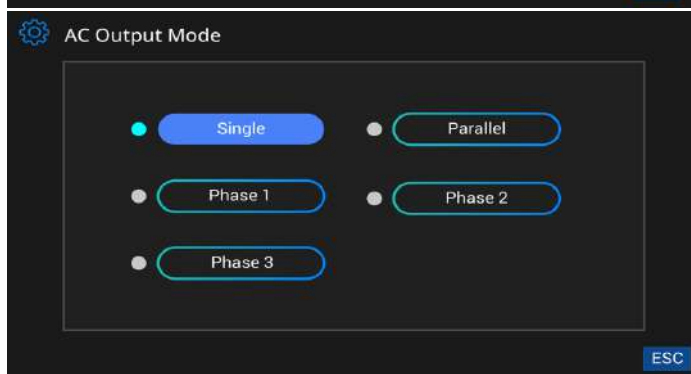 AC Output Mode
Single
Parallel
Phase 1
Phase 2
Phase 3
ESC